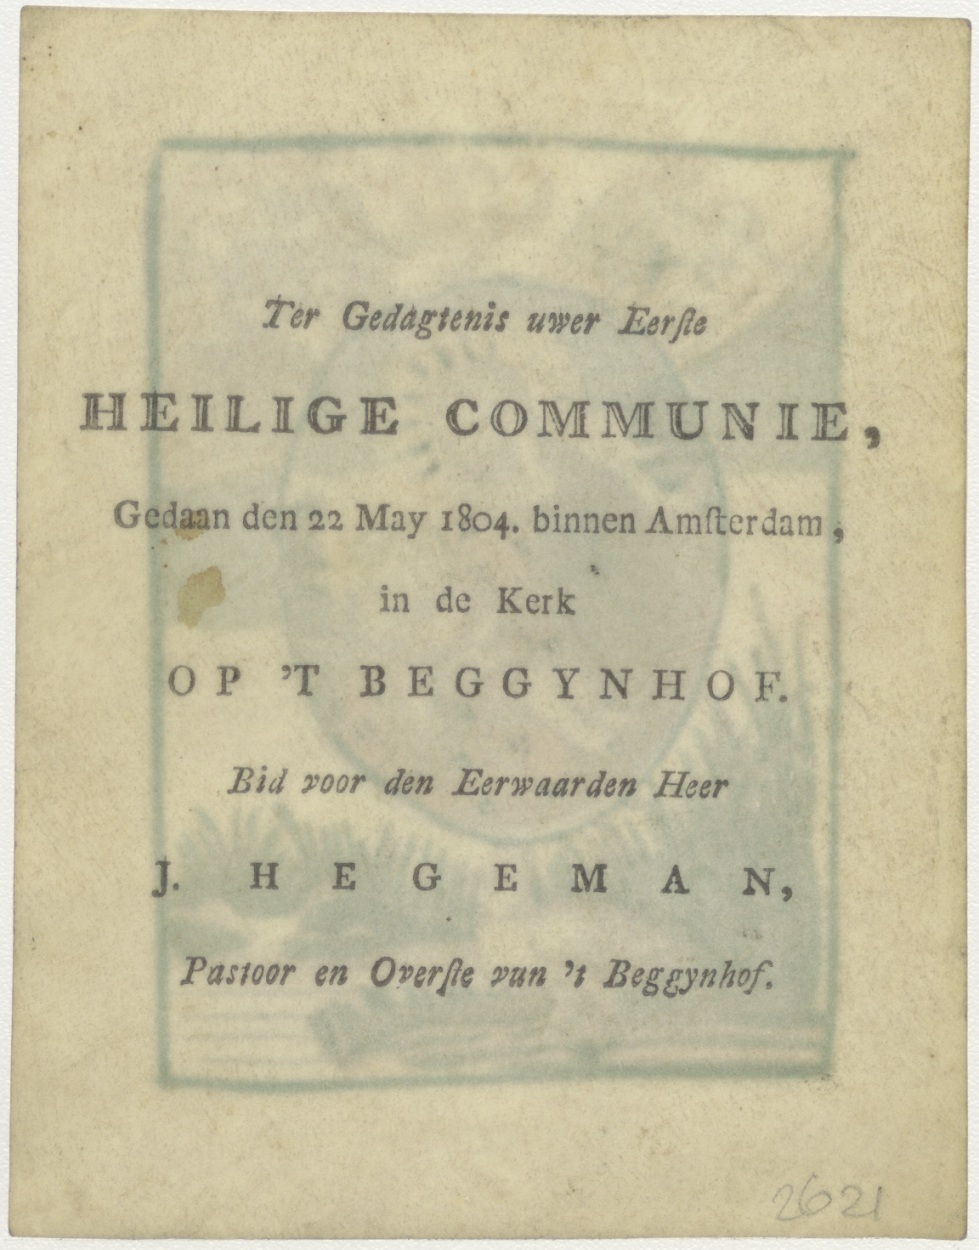 Ter Gedagtenis uwer Eerſte
HEILIGE COMMUNIE,
Gedaan den 22 May 1804. binnen Amſterdam,
in de Kerk
OP 'T BEGGYNHOF.
Bid voor den Eerwaarden Heer
J. HEGEMAN,
Pastoor en Overſte van 't Beggynhof.
2621